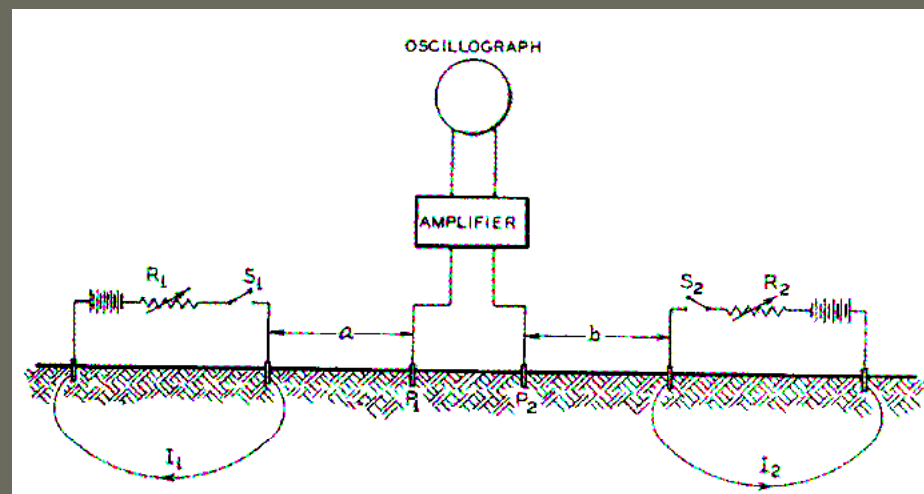 OSCILLOGRAPH
AMPLIFIER
R1 S1 S2 R2
a b
P1 P2
I1 I2